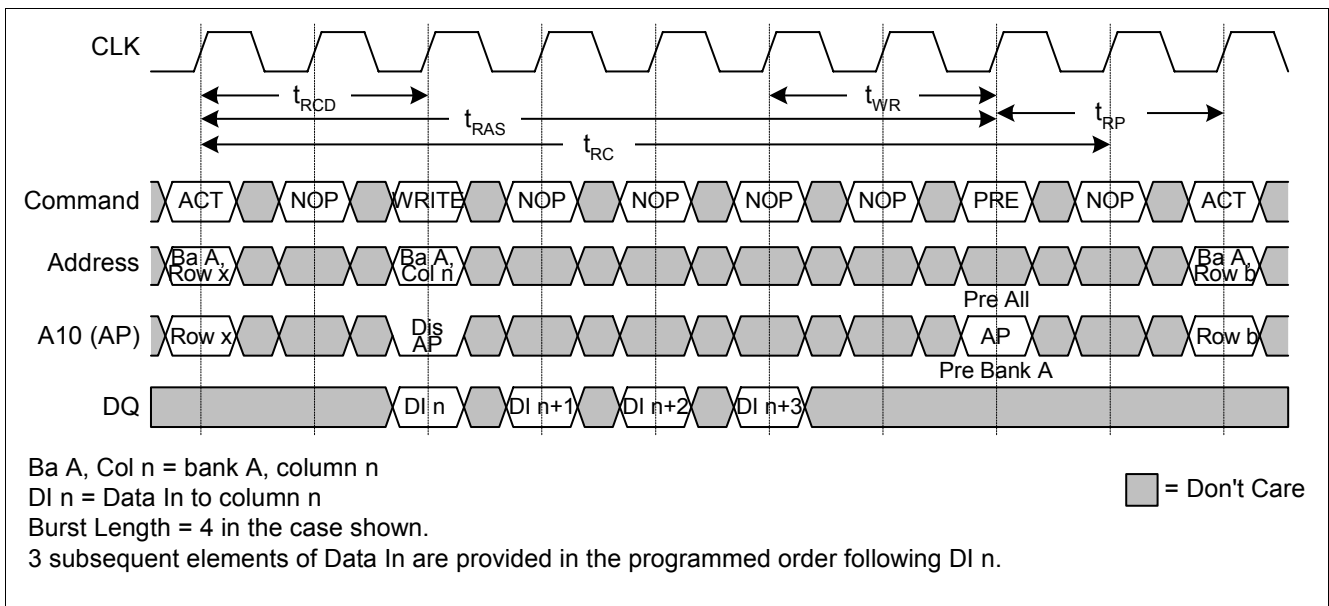 CLK
tRCD
tWR
tRAS
tRP
tRC
Command ACT NOP WRITE NOP NOP NOP NOP PRE NOP ACT
Address Ba A, Row x Ba A, Col n Ba A, Row b
Pre All
A10 (AP) Row x Dis AP AP Row b
Pre Bank A
DQ DI n DI n+1 DI n+2 DI n+3
Ba A, Col n = bank A, column n
DI n = Data In to column n
= Don't Care
Burst Length = 4 in the case shown.
3 subsequent elements of Data In are provided in the programmed order following DI n.